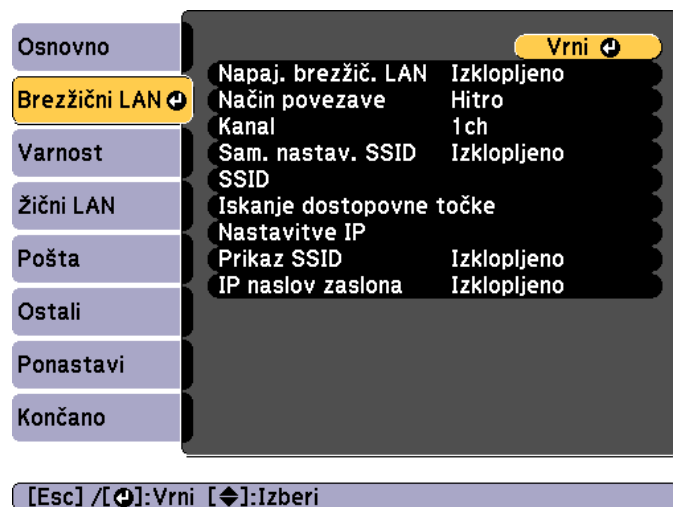 Osnovno
Brezžični LAN
Varnost
Žični LAN
Pošta
Ostali
Ponastavi
Končano
Vrni
Napaj. brezžič. LAN Izklopljeno
Način povezave Hitro
Kanal 1ch
Sam. nastav. SSID Izklopljeno
SSID
Iskanje dostopovne točke
Nastavitve IP
Prikaz SSID Izklopljeno
IP naslov zaslona Izklopljeno
[Esc] /[⏎]:Vrni [◆]:Izberi